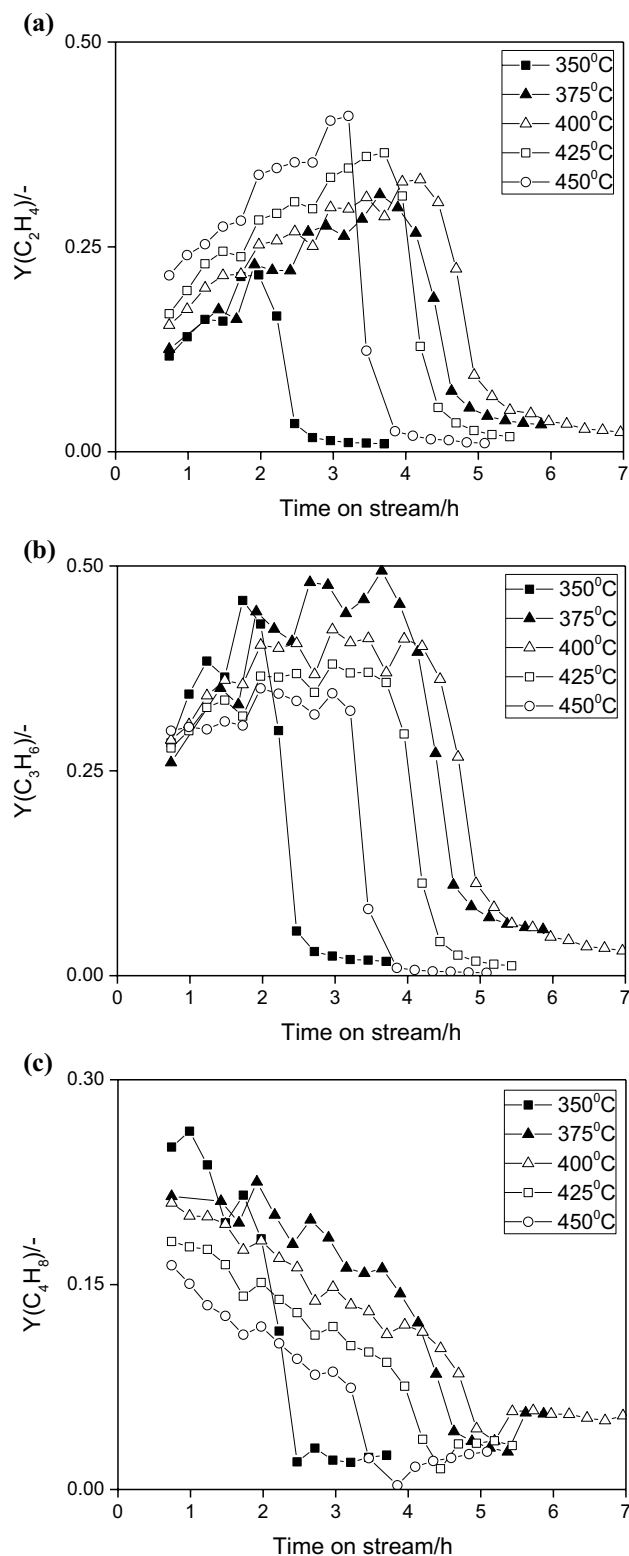 (a)
0.50
0.25
0.00
Y(C₂H₄)/-
350⁰C
375⁰C
400⁰C
425⁰C
450⁰C
0 1 2 3 4 5 6 7
Time on stream/h
(b)
0.50
0.25
0.00
Y(C₃H₆)/-
350⁰C
375⁰C
400⁰C
425⁰C
450⁰C
0 1 2 3 4 5 6 7
Time on stream/h
(c)
0.30
0.15
0.00
Y(C₄H₈)/-
350⁰C
375⁰C
400⁰C
425⁰C
450⁰C
0 1 2 3 4 5 6 7
Time on stream/h